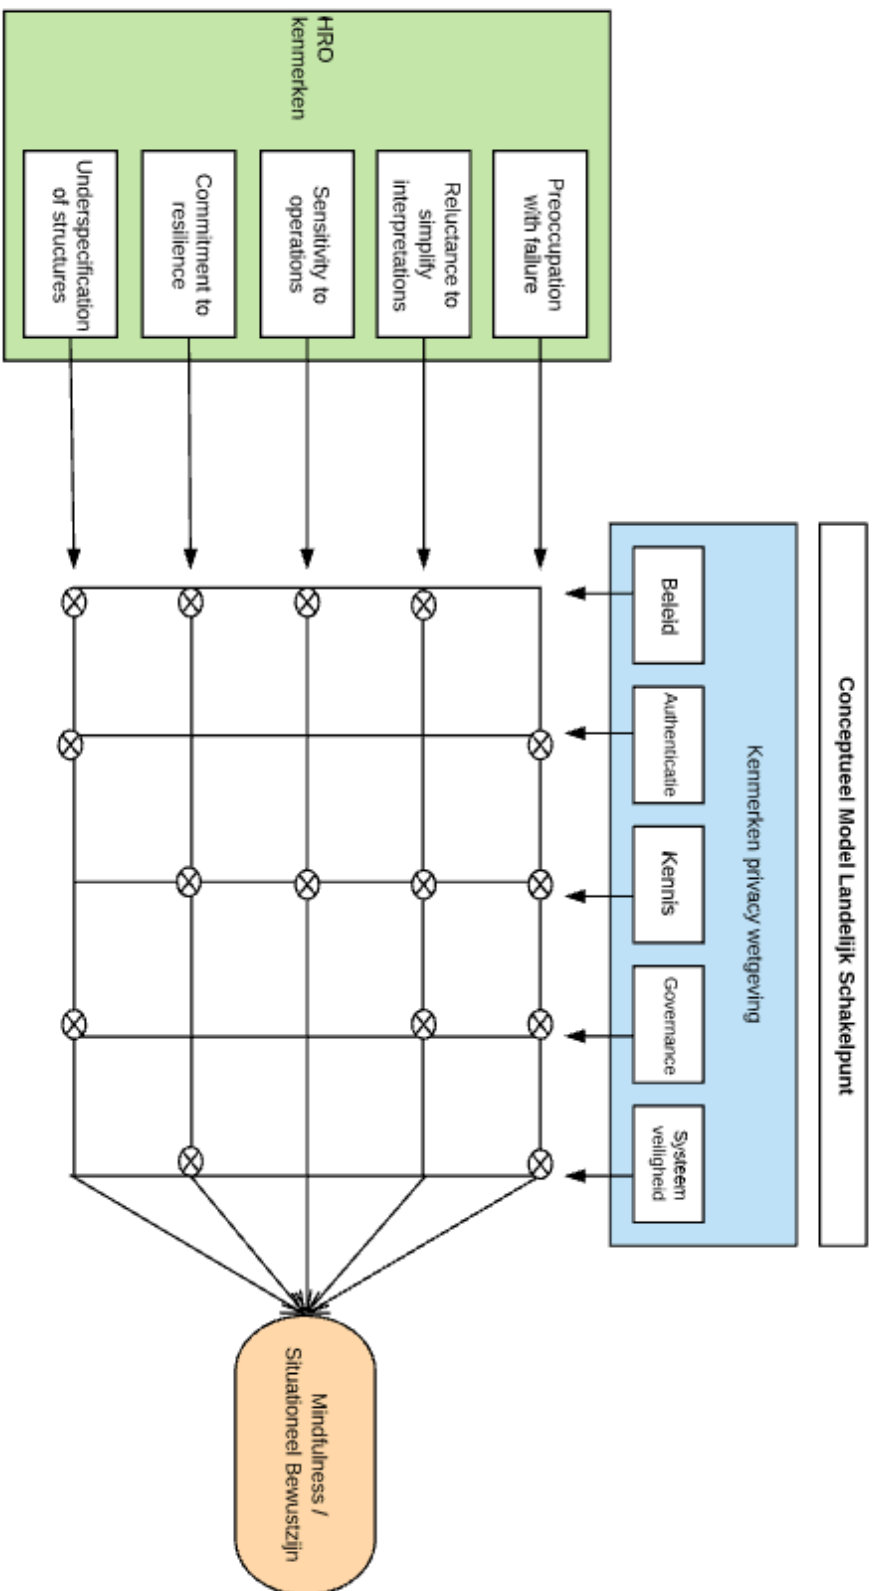 Conceptueel Model Landelijk Schakelpunt
Kenmerken privacy wetgeving
Beleid
Authenticatie
Kennis
Governance
Systeem
veiligheid
HRO
kenmerken
Preoccupation
with failure
Reluctance to
simplify
interpretations
Sensitivity to
operations
Commitment to
resilience
Underspecification
of structures
Mindfulness /
Situationeel Bewustzijn